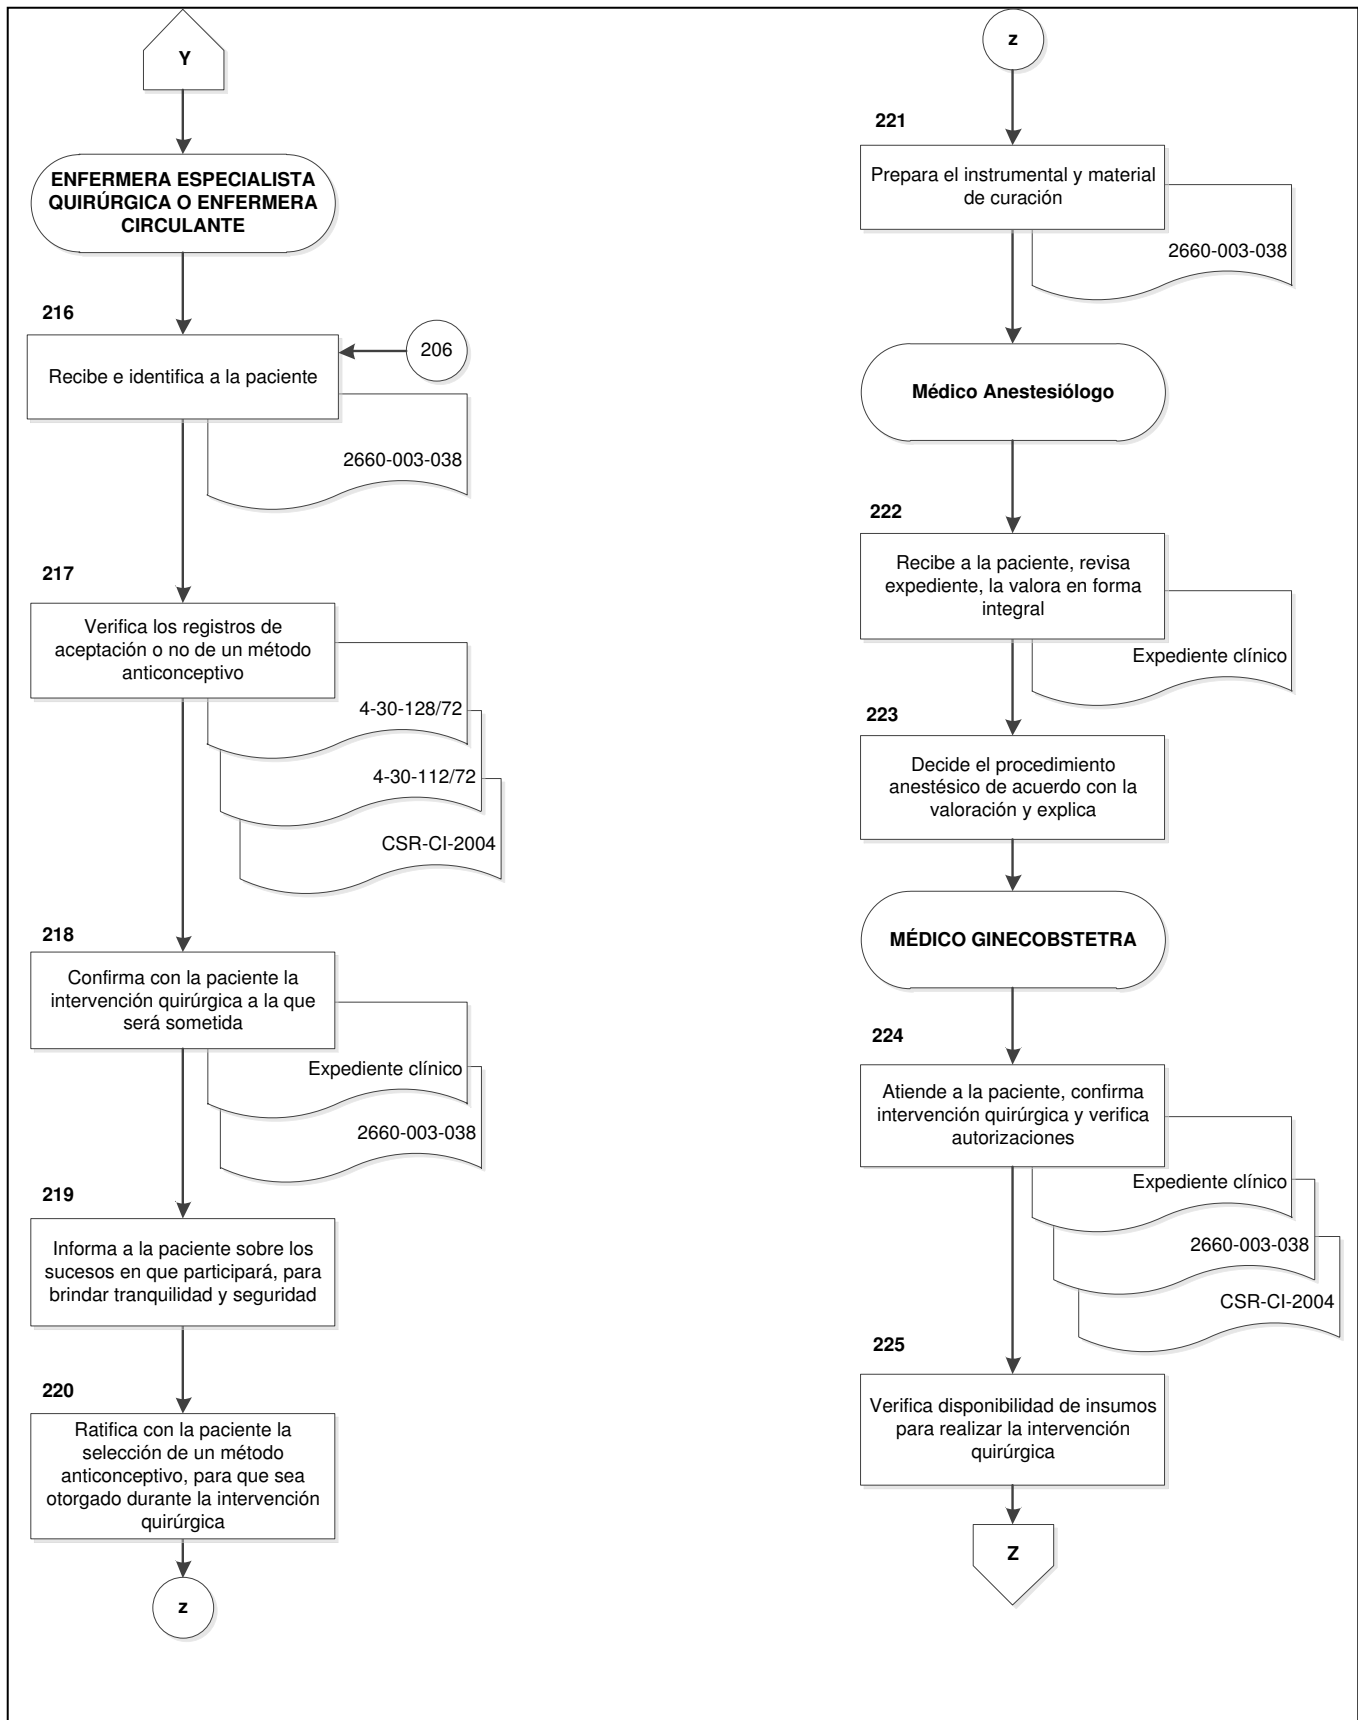 Y
ENFERMERA ESPECIALISTA
QUIRÚRGICA O ENFERMERA
CIRCULANTE
216
206
Recibe e identifica a la paciente
2660-003-038
217
Verifica los registros de
aceptación o no de un método
anticonceptivo
4-30-128/72
4-30-112/72
CSR-CI-2004
218
Confirma con la paciente la
intervención quirúrgica a la que
será sometida
Expediente clínico
2660-003-038
219
Informa a la paciente sobre los
sucesos en que participará, para
brindar tranquilidad y seguridad
220
Ratifica con la paciente la
selección de un método
anticonceptivo, para que sea
otorgado durante la intervención
quirúrgica
z
z
221
Prepara el instrumental y material
de curación
2660-003-038
Médico Anestesiólogo
222
Recibe a la paciente, revisa
expediente, la valora en forma
integral
Expediente clínico
223
Decide el procedimiento
anestésico de acuerdo con la
valoración y explica
MÉDICO GINECOBSTETRA
224
Atiende a la paciente, confirma
intervención quirúrgica y verifica
autorizaciones
Expediente clínico
2660-003-038
CSR-CI-2004
225
Verifica disponibilidad de insumos
para realizar la intervención
quirúrgica
Z